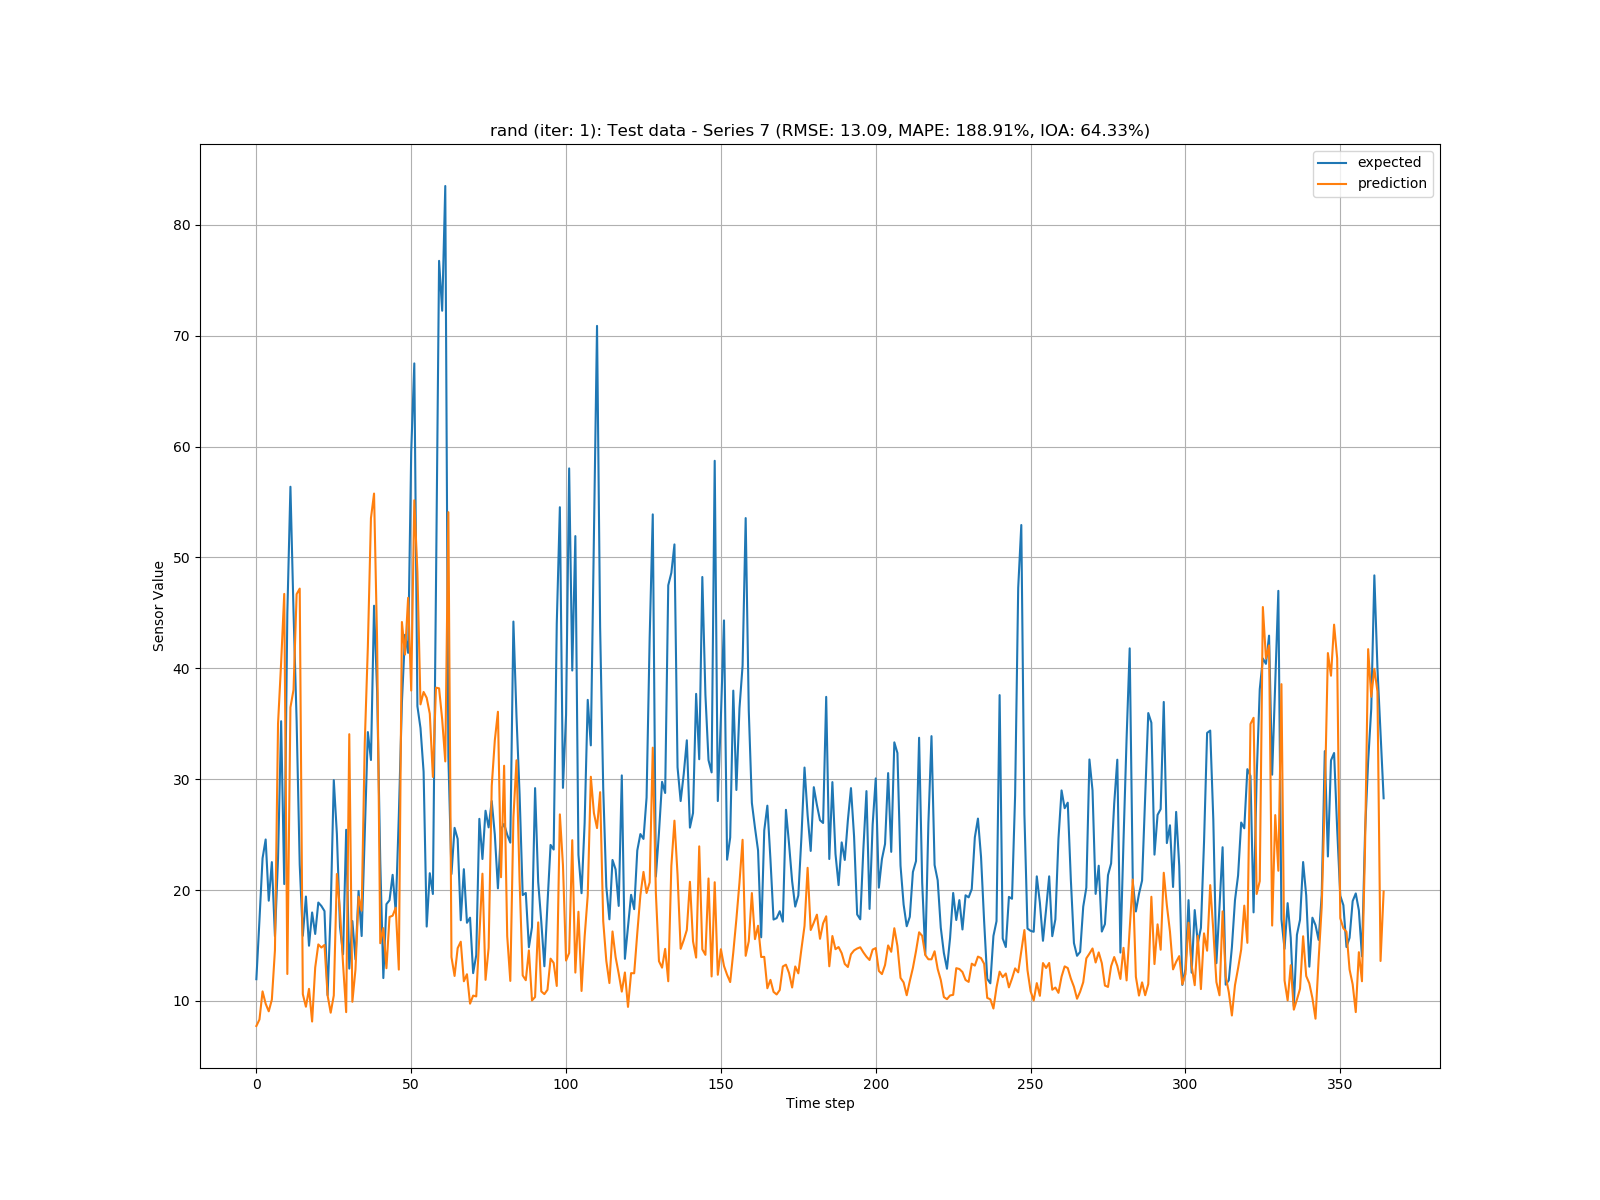 rand (iter: 1): Test data - Series 7 (RMSE: 13.09, MAPE: 188.91%, IOA: 64.33%)
expected
prediction
80
70
60
50
40
30
20
10
Sensor Value
0 50 100 150 200 250 300 350
Time step